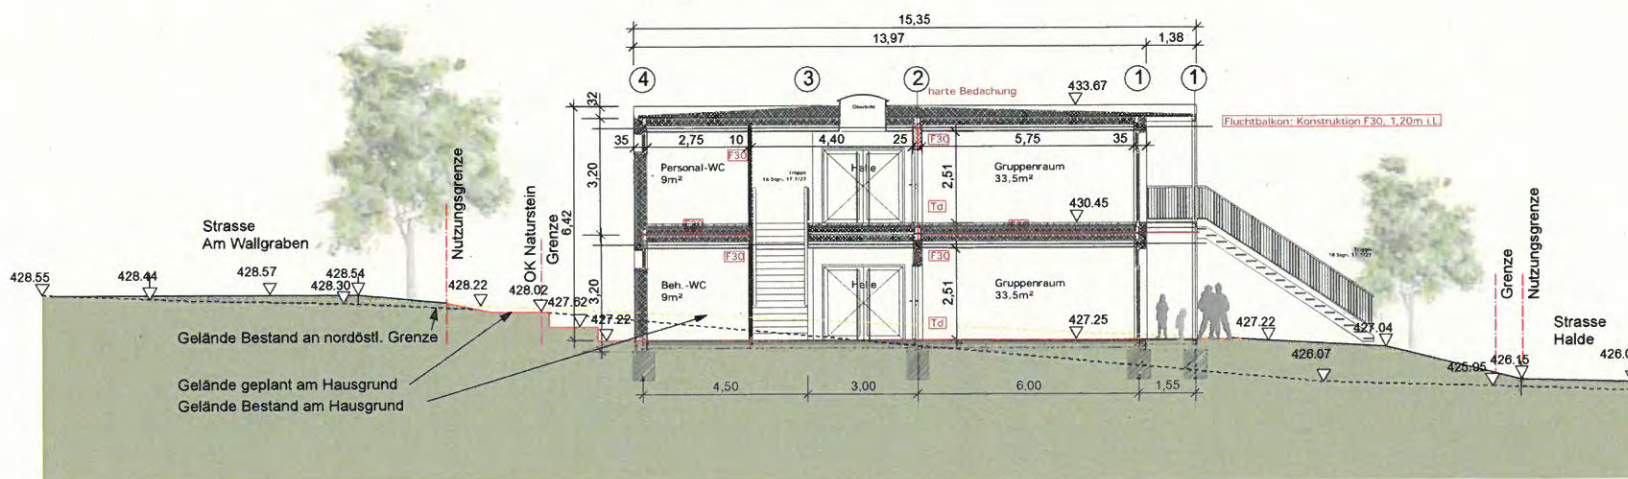 15,35
13,97
1,38
4
3
2
1
1
harte Bedachung
433.67
Fluchtbalkon: Konstruktion F30, 1,20m i.L
32
35
2,75
10
4,40
25
5,75
35
F30
F30
Personal-WC
9m²
Halle
Gruppenraum
33,5m²
2,51
3,20
6,42
Td
430.45
Strasse
Am Wallgraben
Nutzungsgrenze
OK Naturstein
Grenze
F30
F30
Beh.-WC
9m²
Halle
Gruppenraum
33,5m²
2,51
3,20
Td
427.25
428.55
428.44
428.57
428.54
428.30
428.22
428.02
427.62
427.22
427.22
427.04
426.07
425.95
426.15
Grenze
Nutzungsgrenze
Strasse
Halde
Gelände Bestand an nordöstl. Grenze
Gelände geplant am Hausgrund
Gelände Bestand am Hausgrund
4,50
3,00
6,00
1,55